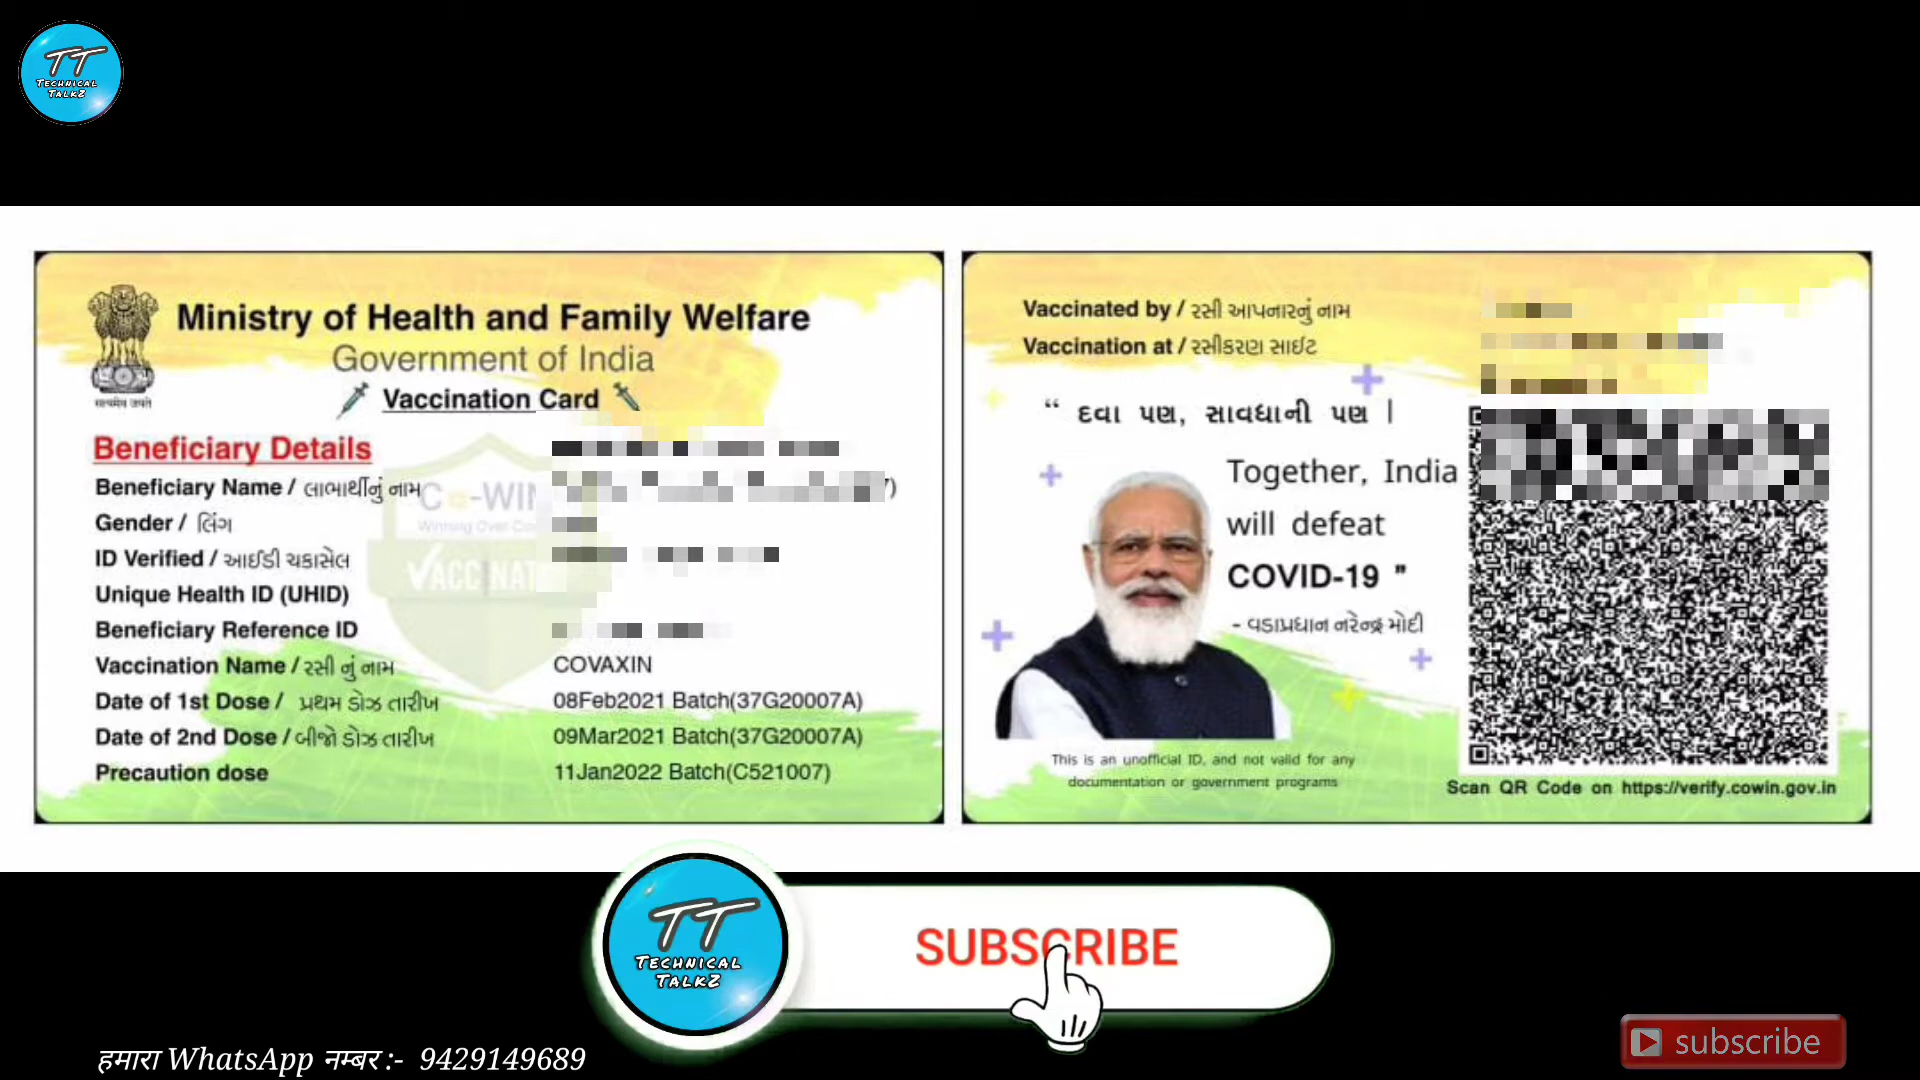 TT
TECHNICAL
TALKZ
Ministry of Health and Family Welfare
Government of India
Vaccination Card
Beneficiary Details
Beneficiary Name / લાભાર્થીનું નામ
Gender / લિંગ
ID Verified / આઈડી ચકાસેલ
Unique Health ID (UHID)
Beneficiary Reference ID
Vaccination Name / રસી નું નામ COVAXIN
Date of 1st Dose / પ્રથમ ડોઝ તારીખ 08Feb2021 Batch(37G20007A)
Date of 2nd Dose / બીજો ડોઝ તારીખ 09Mar2021 Batch(37G20007A)
Precaution dose 11Jan2022 Batch(C521007)
सत्यमेव जयते
Winning Over
Vaccinated by / રસી આપનારનું નામ
Vaccination at / રસીકરણ સાઈટ
“ દવા પણ, સાવધાની પણ |
Together, India
will defeat
COVID-19 ”
- વડાપ્રધાન નરેન્દ્ર મોદી
This is an unofficial ID, and not valid for any
documentation or government programs
Scan QR Code on https://verify.cowin.gov.in
TT
TECHNICAL
TALKZ
SUBSCRIBE
हमारा WhatsApp नम्बर :- 9429149689
subscribe